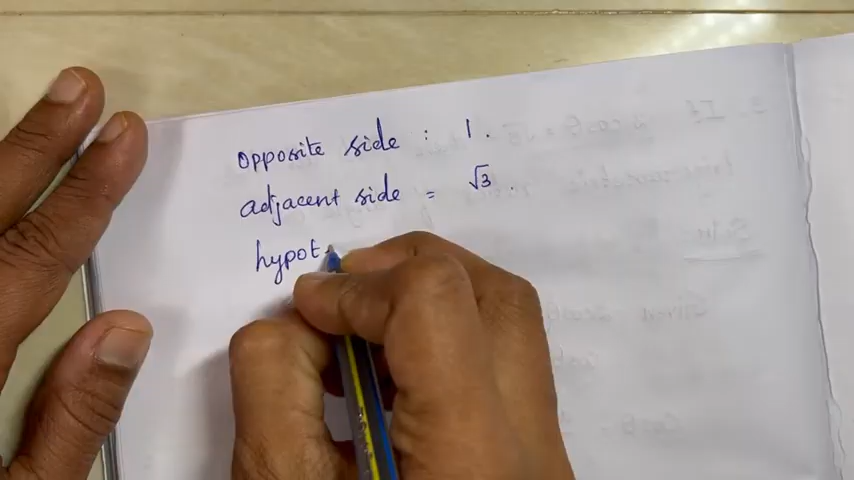 opposite side : 1.
adjacent side = √3.
hypot